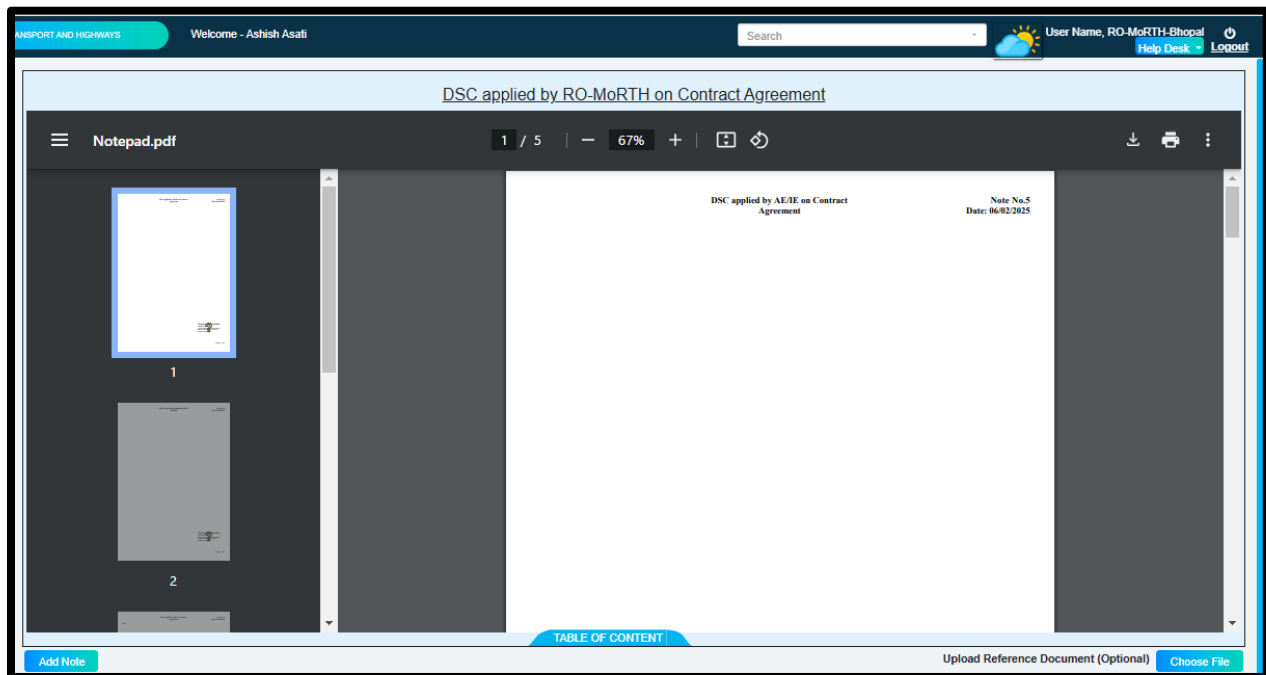 ANSPORT AND HIGHWAYS
Welcome - Ashish Asati
Search
User Name, RO-MoRTH-Bhopal
Help Desk
Logout
DSC applied by RO-MoRTH on Contract Agreement
Notepad.pdf
1 / 5
67%
DSC applied by AE/IE on Contract
Agreement
Note No.5
Date: 06/02/2025
1
2
TABLE OF CONTENT
Add Note
Upload Reference Document (Optional)
Choose File